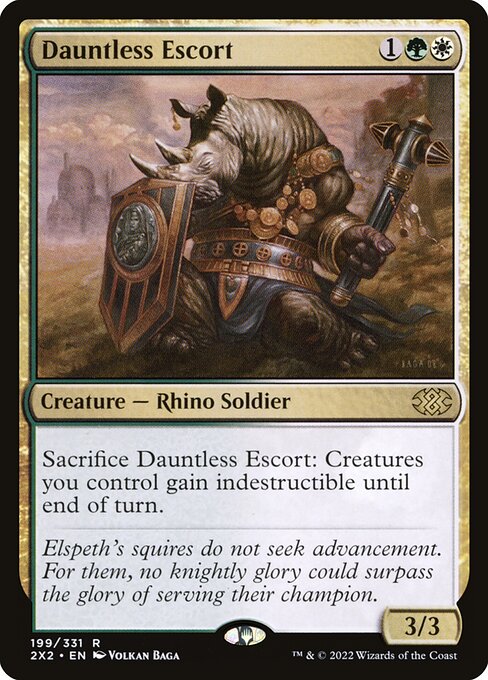 Dauntless Escort 1
Creature — Rhino Soldier
Sacrifice Dauntless Escort: Creatures
you control gain indestructible until
end of turn.
Elspeth's squires do not seek advancement.
For them, no knightly glory could surpass
the glory of serving their champion.
3/3
199/331 R
2X2 • EN VOLKAN BAGA ™ & © 2022 Wizards of the Coast